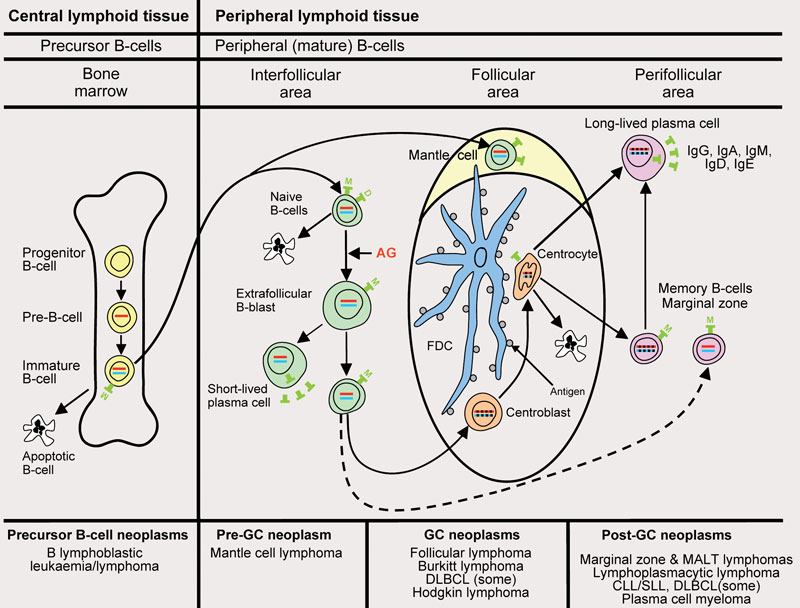 Central lymphoid tissue
Peripheral lymphoid tissue
Precursor B-cells
Peripheral (mature) B-cells
Bone
marrow
Interfollicular
area
Follicular
area
Perifollicular
area
Progenitor
B-cell
Pre-B-cell
Immature
B-cell
M
Apoptotic
B-cell
M
D
Naive
B-cells
AG
Extrafollicular
B-blast
M
Short-lived
plasma cell
M
Mantle cell
FDC
Centrocyte
Antigen
Centroblast
Long-lived plasma cell
IgG, IgA, IgM,
IgD, IgE
Memory B-cells
Marginal zone
M
M
Precursor B-cell neoplasms
B lymphoblastic
leukaemia/lymphoma
Pre-GC neoplasm
Mantle cell lymphoma
GC neoplasms
Follicular lymphoma
Burkitt lymphoma
DLBCL (some)
Hodgkin lymphoma
Post-GC neoplasms
Marginal zone & MALT lymphomas
Lymphoplasmacytic lymphoma
CLL/SLL, DLBCL(some)
Plasma cell myeloma